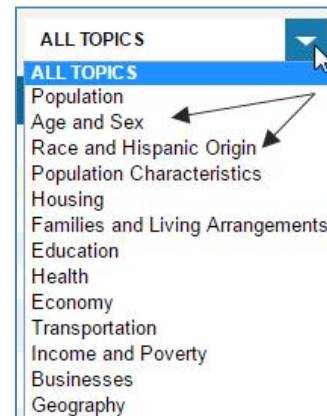 ALL TOPICS
ALL TOPICS
Population
Age and Sex
Race and Hispanic Origin
Population Characteristics
Housing
Families and Living Arrangements
Education
Health
Economy
Transportation
Income and Poverty
Businesses
Geography